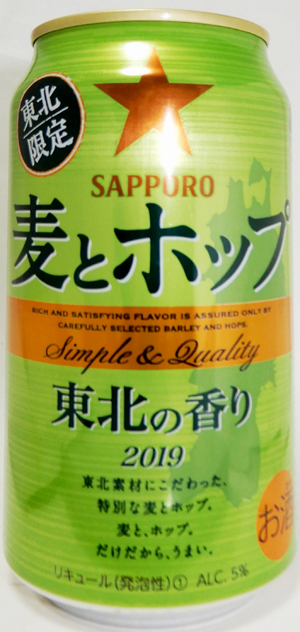 東北
限定
SAPPORO
麦とホップ
RICH AND SATISFYING FLAVOR IS ASSURED ONLY BY
CAREFULLY SELECTED BARLEY AND HOPS.
Simple & Quality
東北の香り
2019
東北素材にこだわった、
特別な麦とホップ。
麦と、ホップ。
だけだから、うまい。
お酒
リキュール(発泡性)① ALC. 5%